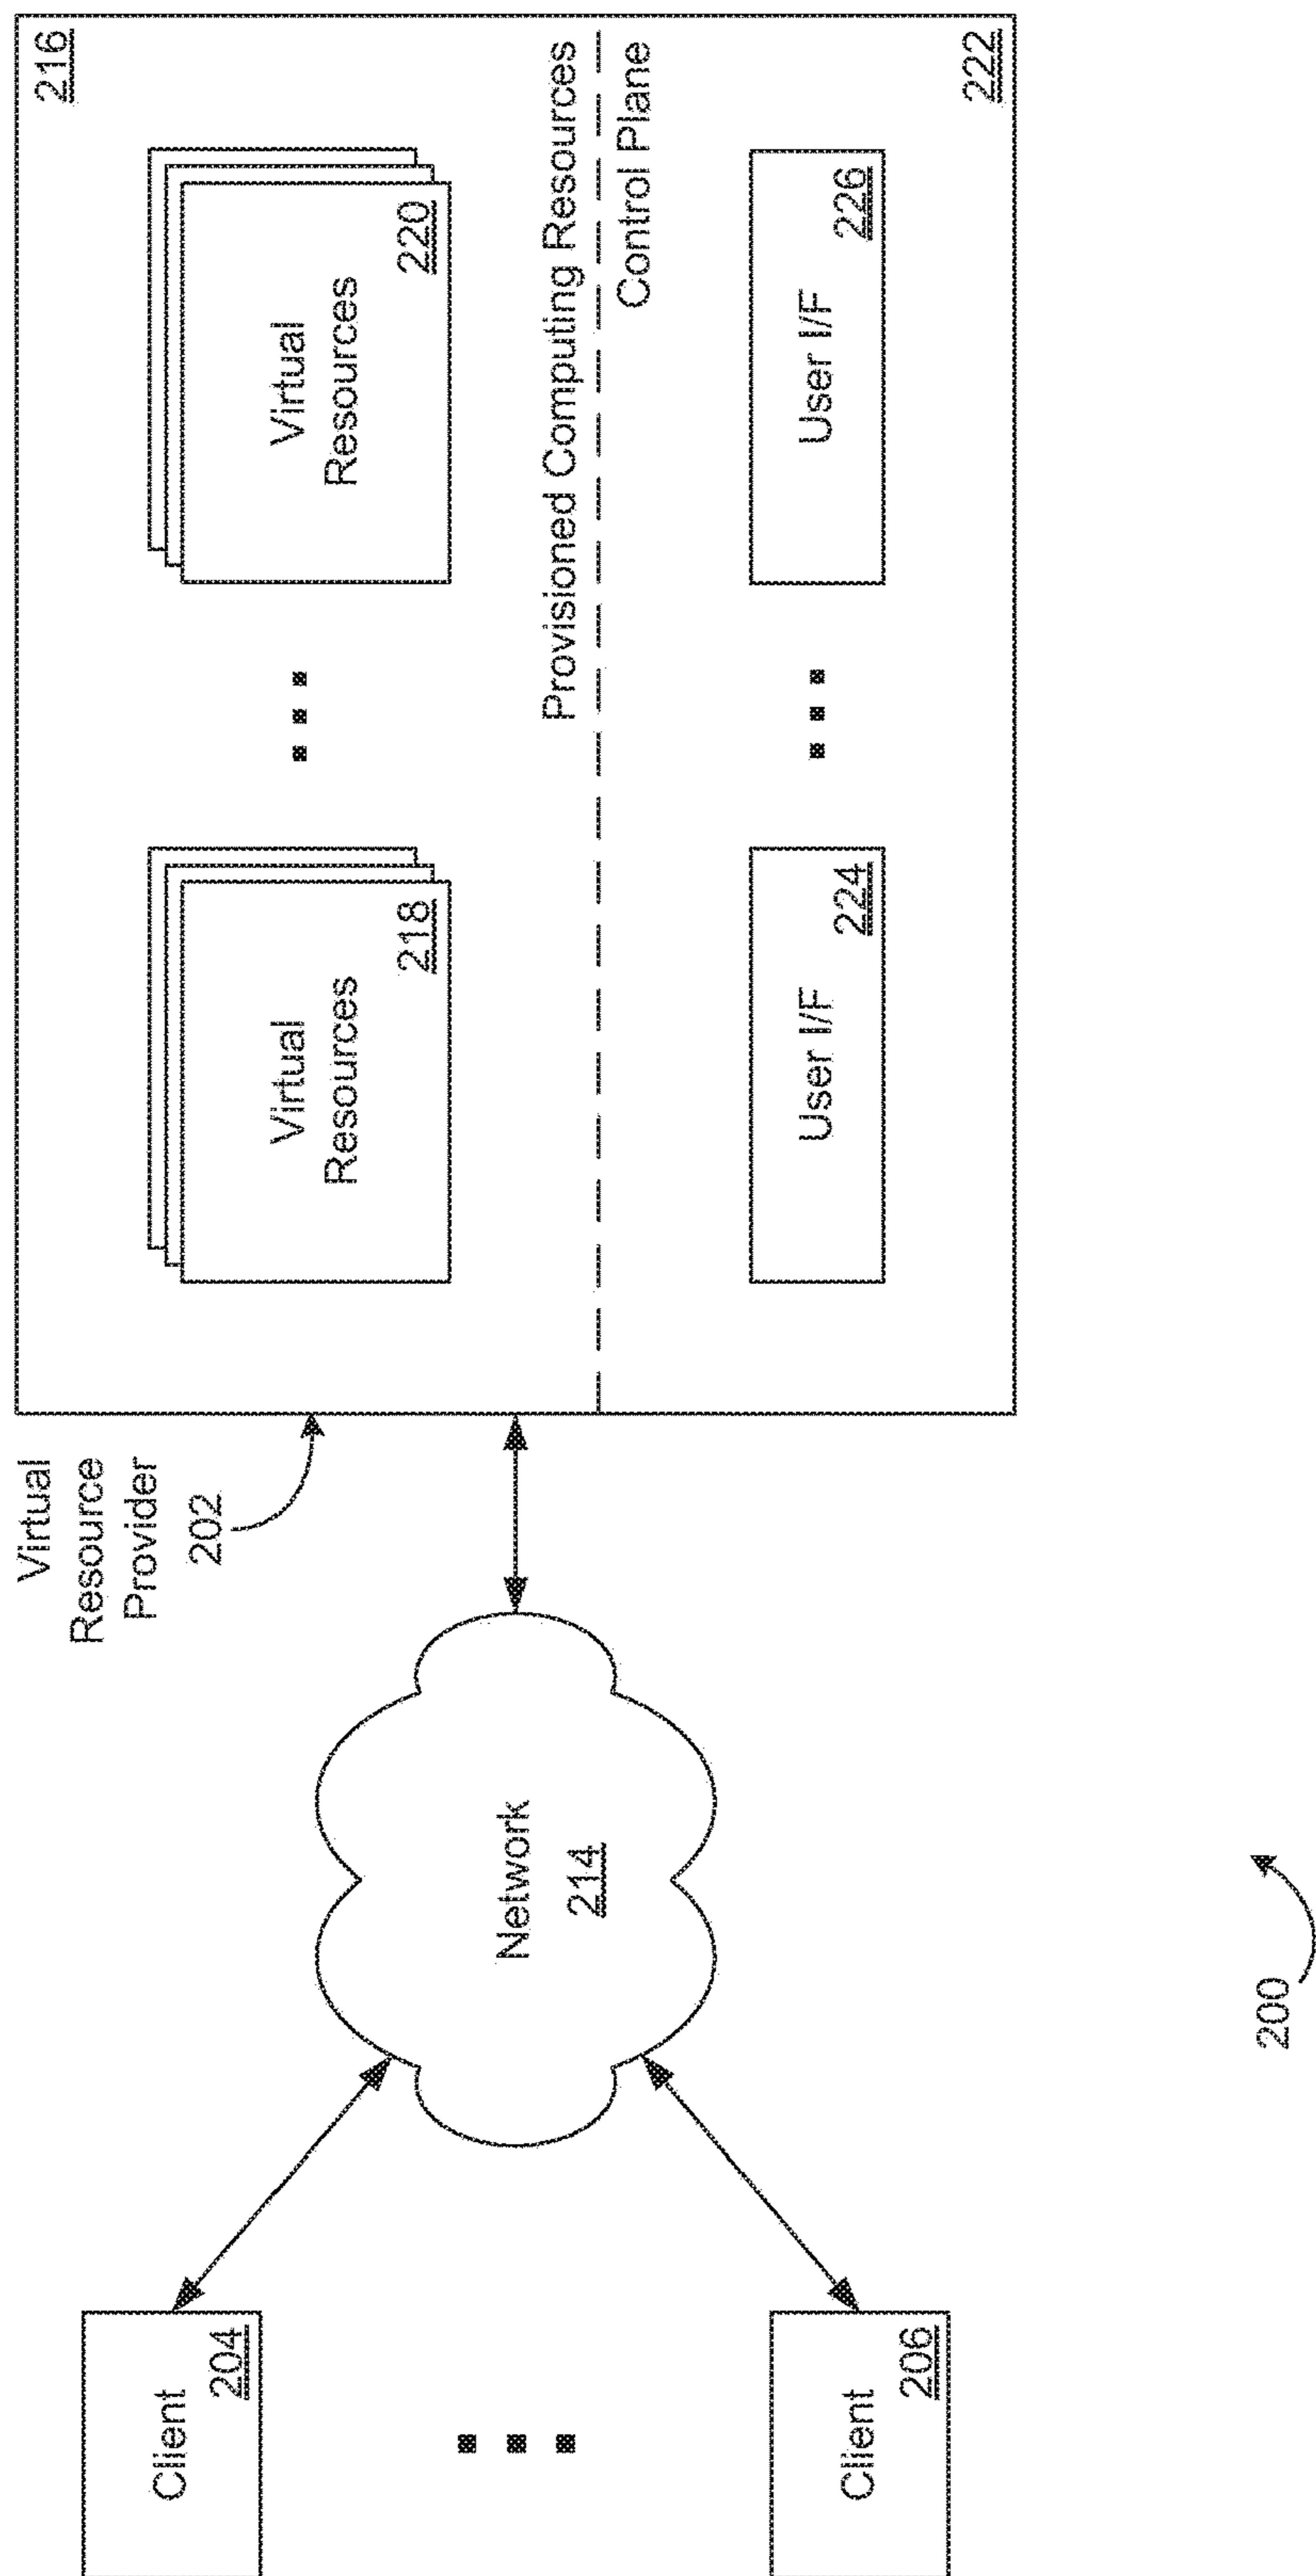 Virtual
Resource
Provider
202
216
Virtual
Resources
218
Virtual
Resources
220
Provisioned Computing Resources
Control Plane
User I/F
224
User I/F
226
222
Client
204
Client
206
Network
214
200